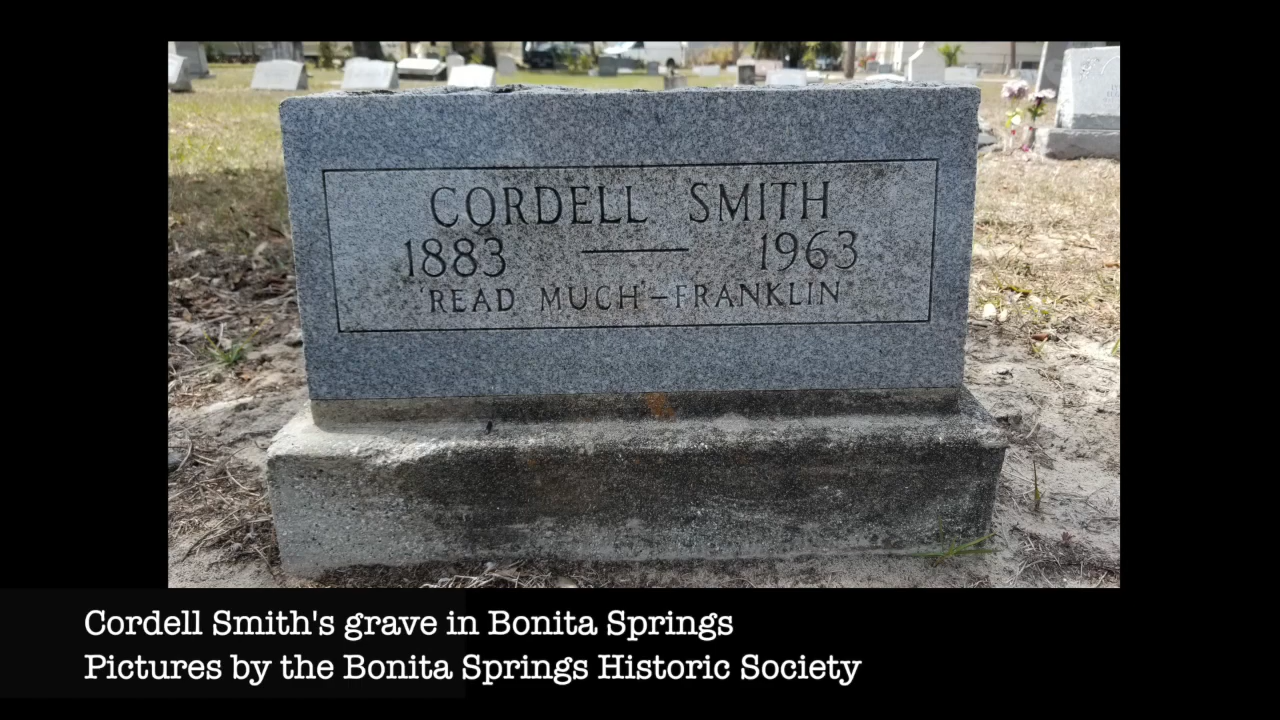 CORDELL SMITH
1883 — 1963
'READ MUCH'-FRANKLIN
Cordell Smith's grave in Bonita Springs
Pictures by the Bonita Springs Historic Society